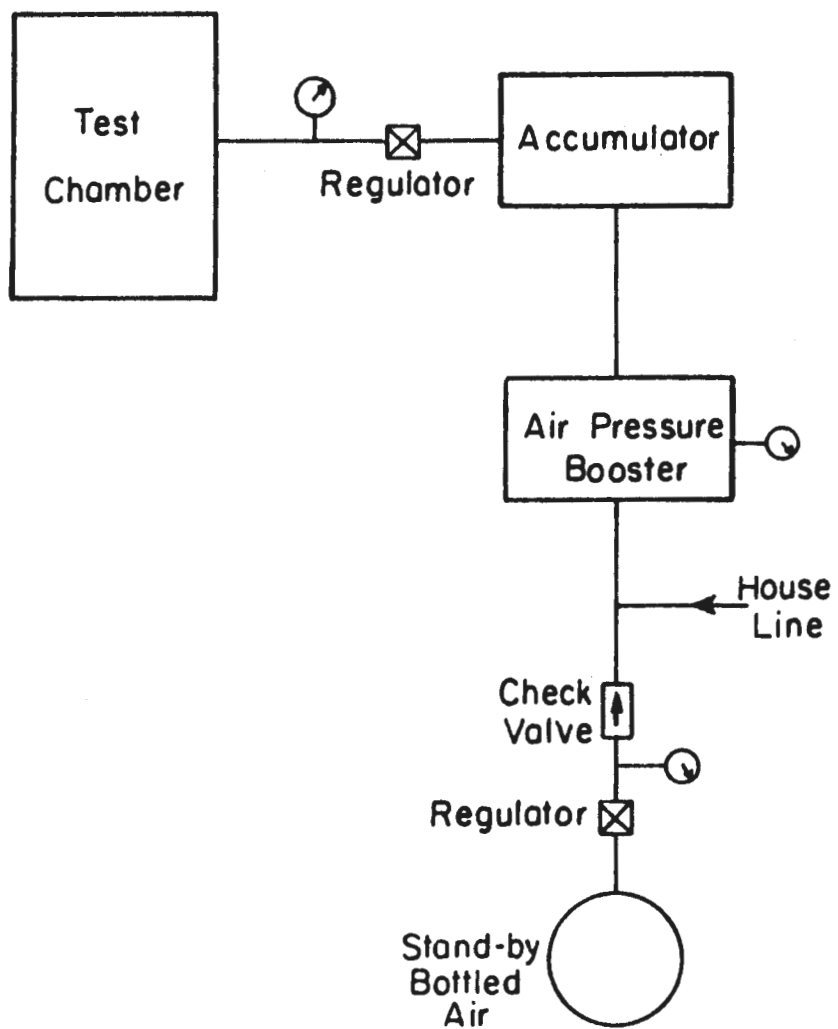 Test
Chamber
Regulator
Accumulator
Air Pressure
Booster
House
Line
Check
Valve
Regulator
Stand-by
Bottled
Air